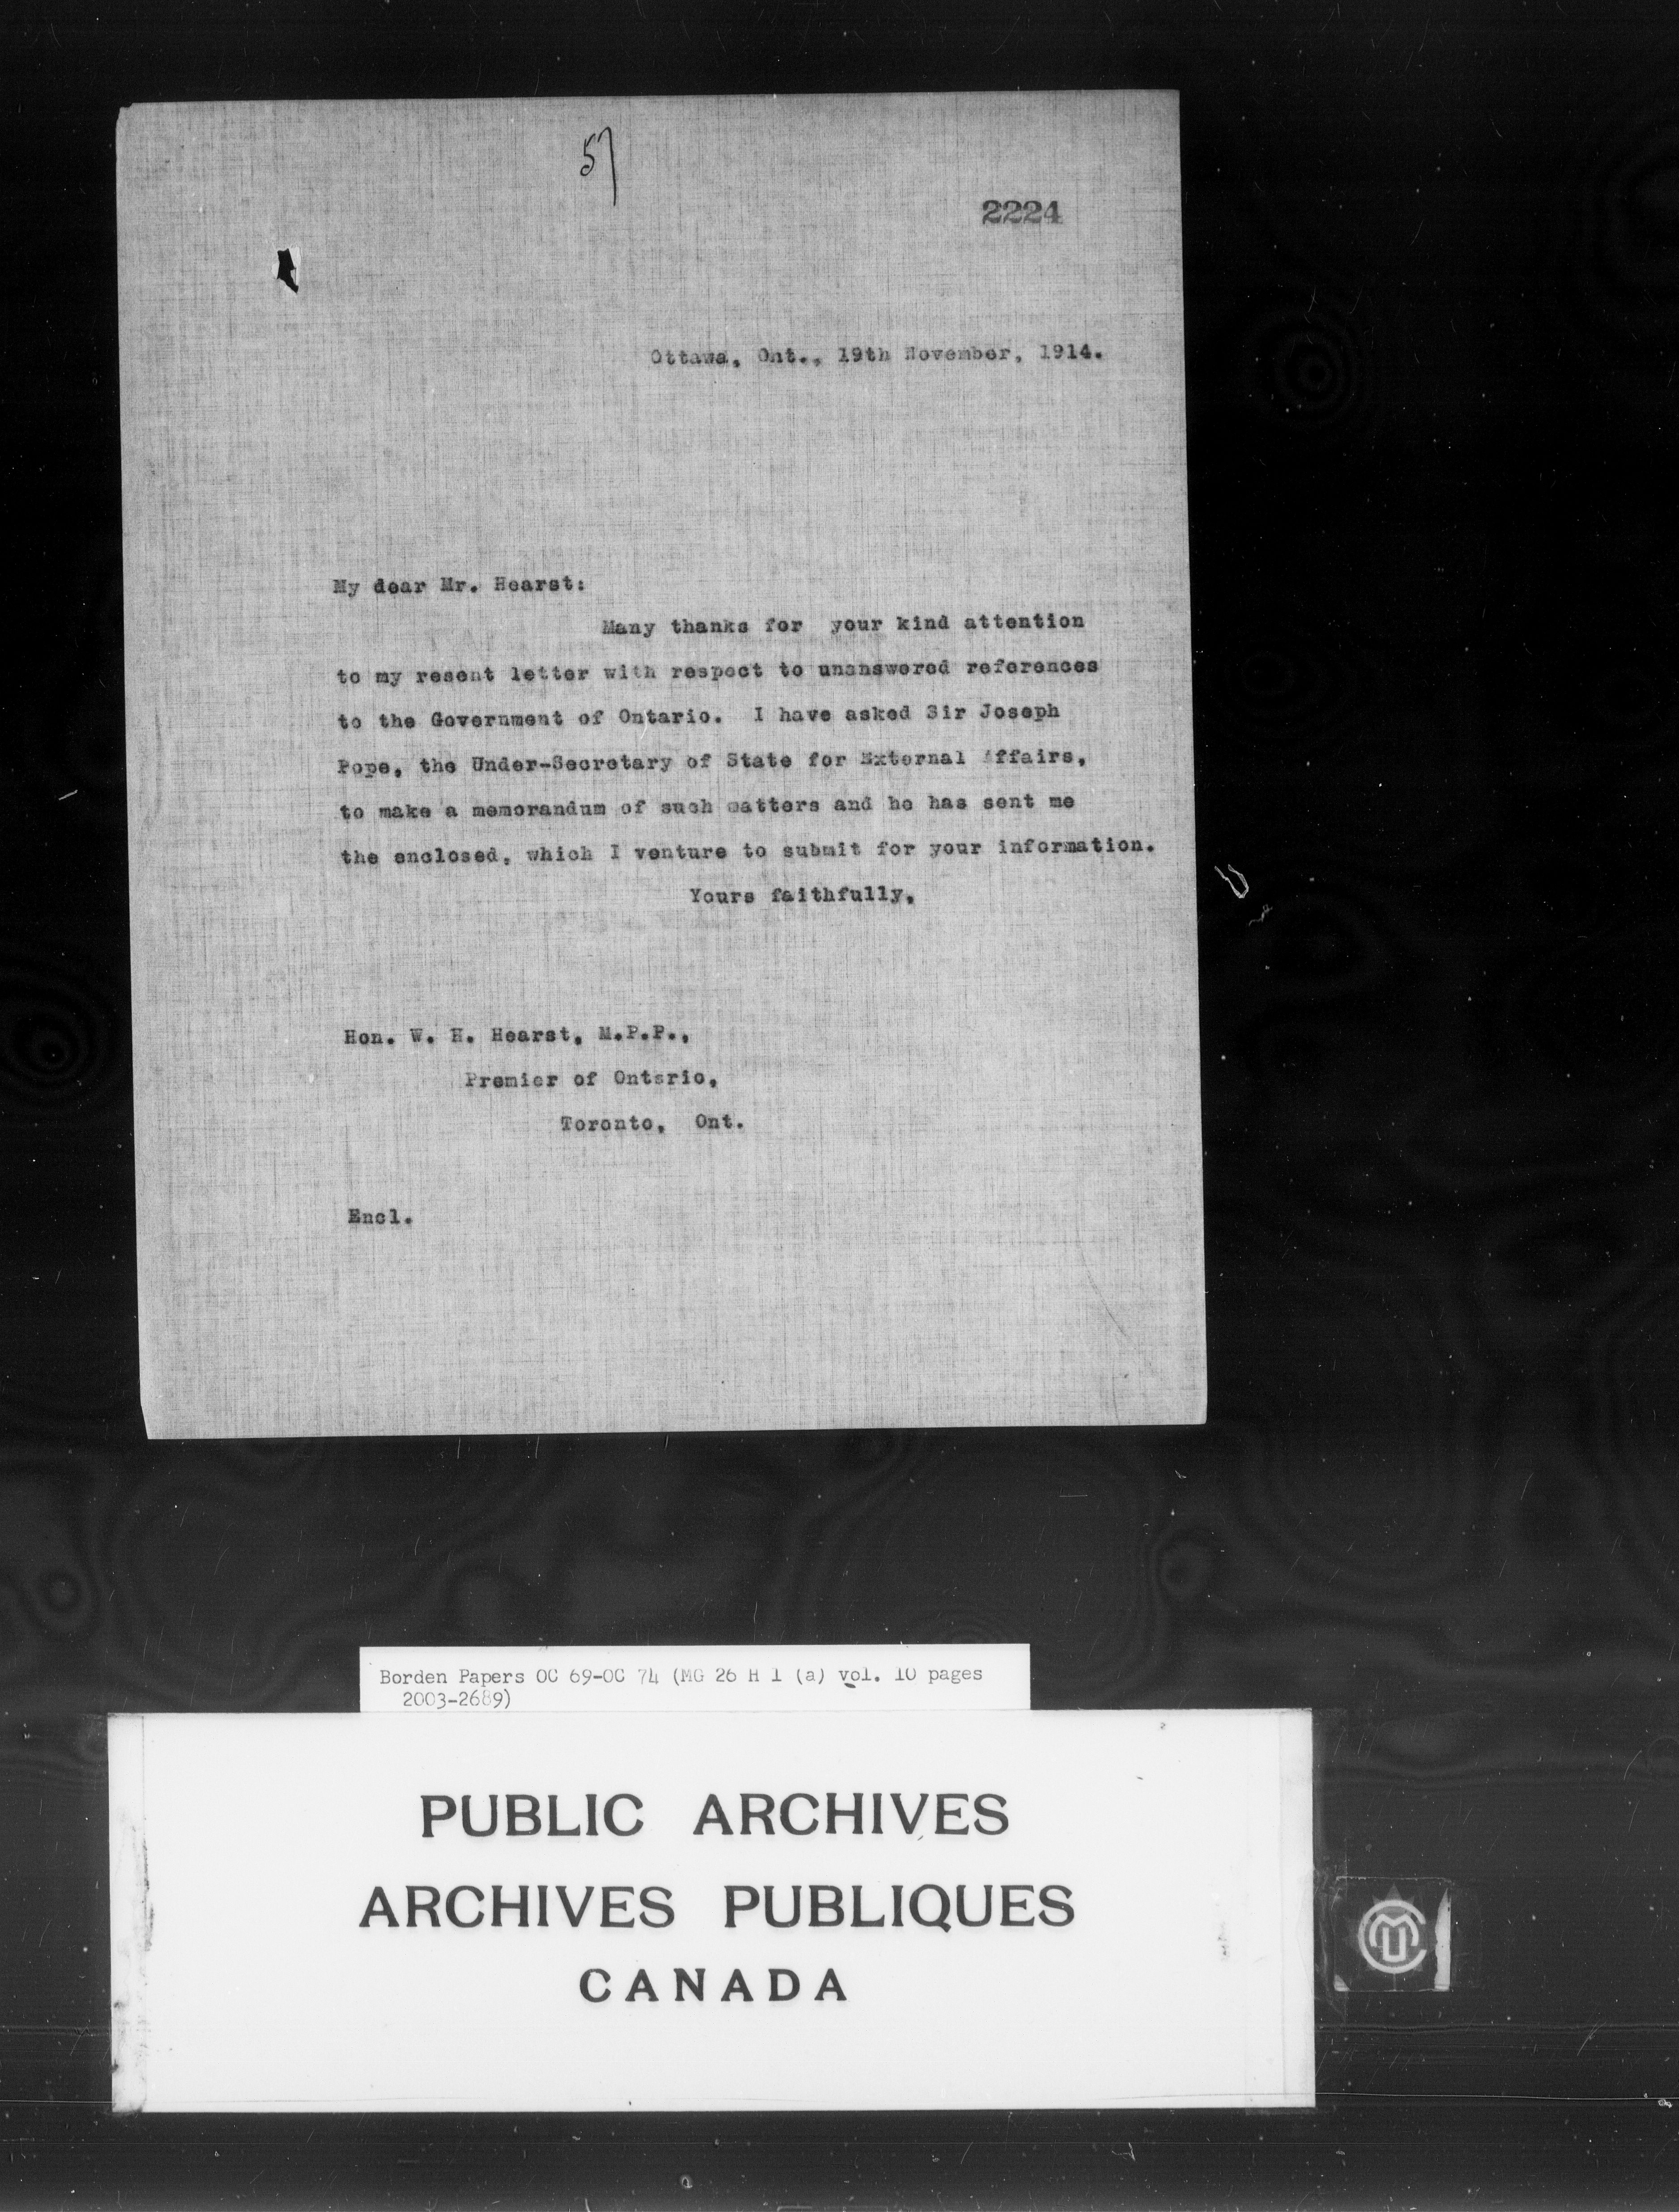 57
2224
Ottawa, Ont., 19th November, 1914.
My dear Mr. Hearst:
Many thanks for your kind attention
to my resent letter with respect to unanswered references
to the Government of Ontario. I have asked Sir Joseph
Pope, the Under-Secretary of State for External Affairs,
to make a memorandum of such matters and he has sent me
the enclosed, which I venture to submit for your information.
Yours faithfully,
Hon. W. H. Hearst, M.P.P.,
Premier of Ontario,
Toronto, Ont.
Encl.
Borden Papers OC 69-OC 74 (MG 26 H 1 (a) vol. 10 pages
2003-2689)
PUBLIC ARCHIVES
ARCHIVES PUBLIQUES
CANADA